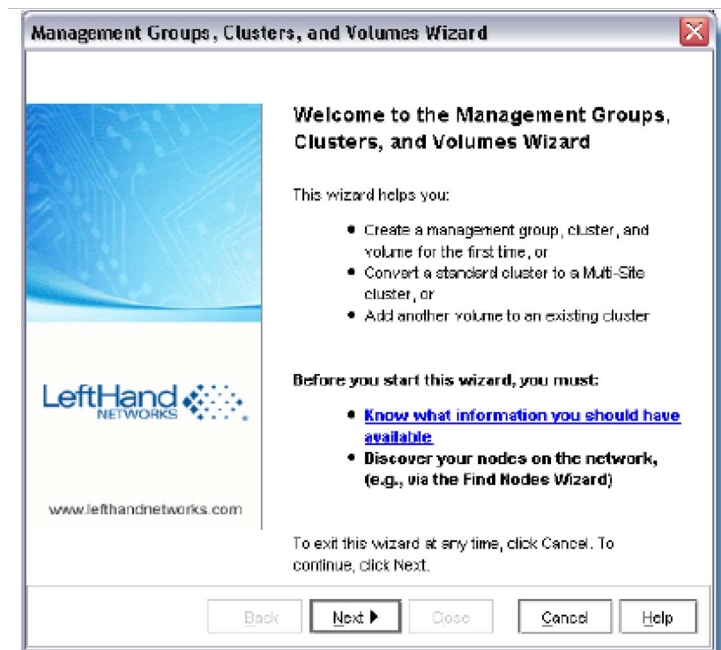 Management Groups, Clusters, and Volumes Wizard
Welcome to the Management Groups,
Clusters, and Volumes Wizard
This wizard helps you:
• Create a management group, cluster, and
volume for the first time, or
• Convert a standard cluster to a Multi-Site
cluster, or
• Add another volume to an existing cluster
Before you start this wizard, you must:
• Know what information you should have
available
• Discover your nodes on the network,
(e.g., via the Find Nodes Wizard)
LeftHand
NETWORKS
www.lefthandnetworks.com
To exit this wizard at any time, click Cancel. To
continue, click Next.
Back Next Close Cancel Help